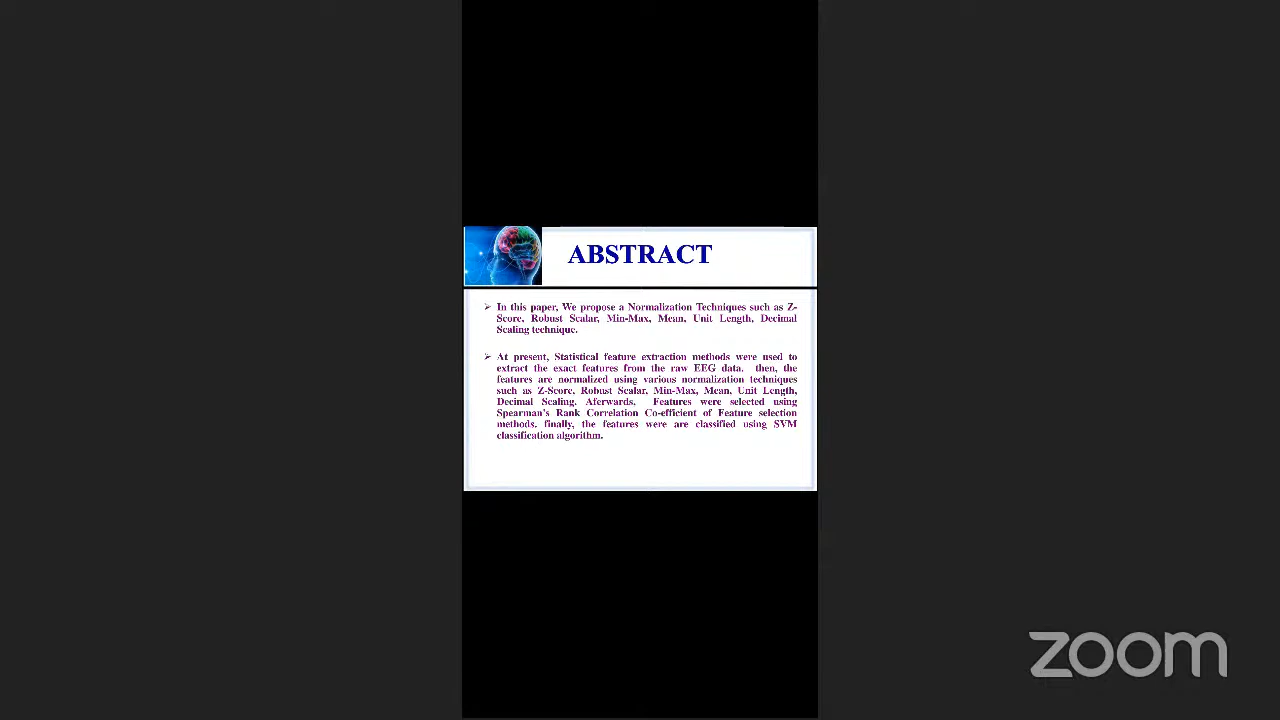 ABSTRACT
➢ In this paper, We propose a Normalization Techniques such as Z-
Score, Robust Scalar, Min-Max, Mean, Unit Length, Decimal
Scaling technique.
➢ At present, Statistical feature extraction methods were used to
extract the exact features from the raw EEG data. then, the
features are normalized using various normalization techniques
such as Z-Score, Robust Scalar, Min-Max, Mean, Unit Length,
Decimal Scaling. Aferwards, Features were selected using
Spearman's Rank Correlation Co-efficient of Feature selection
methods. finally, the features were are classified using SVM
classification algorithm.
zoom